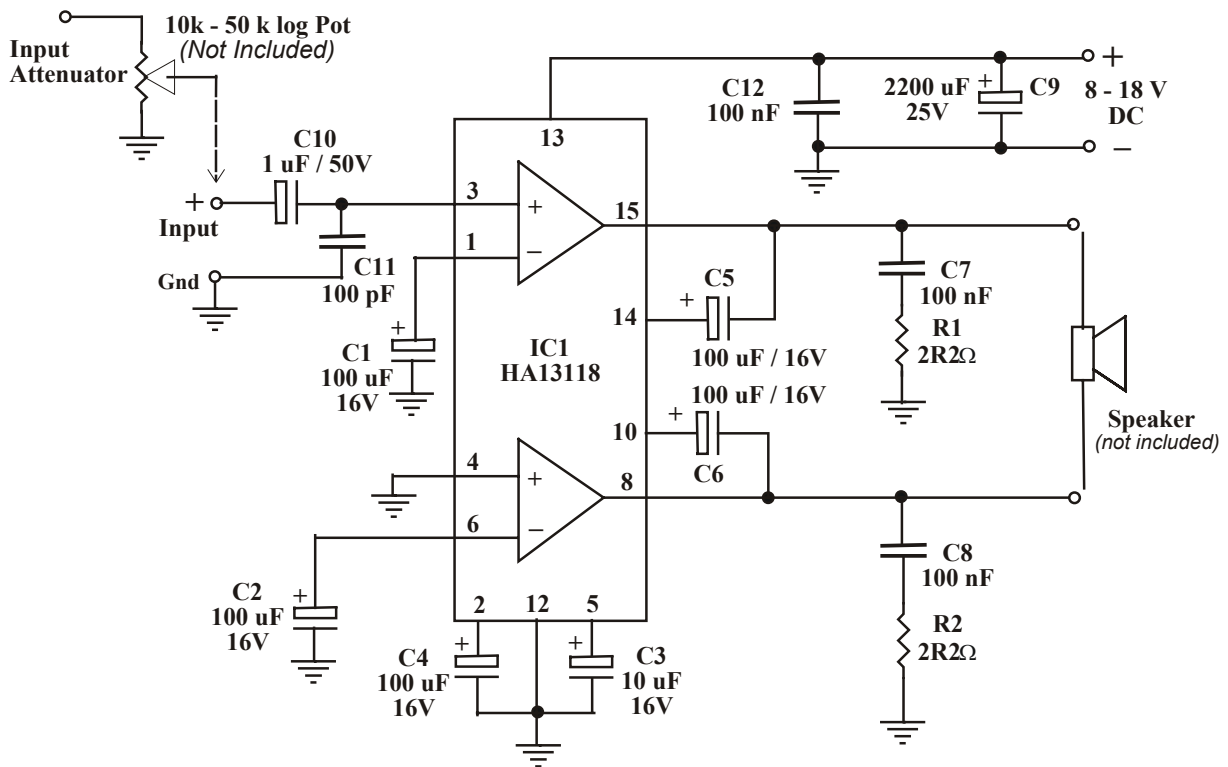 10k - 50 k log Pot
(Not Included)
Input
Attenuator
C10
1 uF / 50V
+
Input
C11
100 pF
Gnd
+
C1
100 uF
16V
+
C2
100 uF
16V
13
3
+
15
1
−
14
IC1
HA13118
10
4
+
8
6
−
2
12
5
+
C4
100 uF
16V
+
C3
10 uF
16V
C12
100 nF
2200 uF
25V
+
C9
+
8 - 18 V
DC
−
C5
+
100 uF / 16V
100 uF / 16V
+
C6
C7
100 nF
R1
2R2Ω
Speaker
(not included)
C8
100 nF
R2
2R2Ω